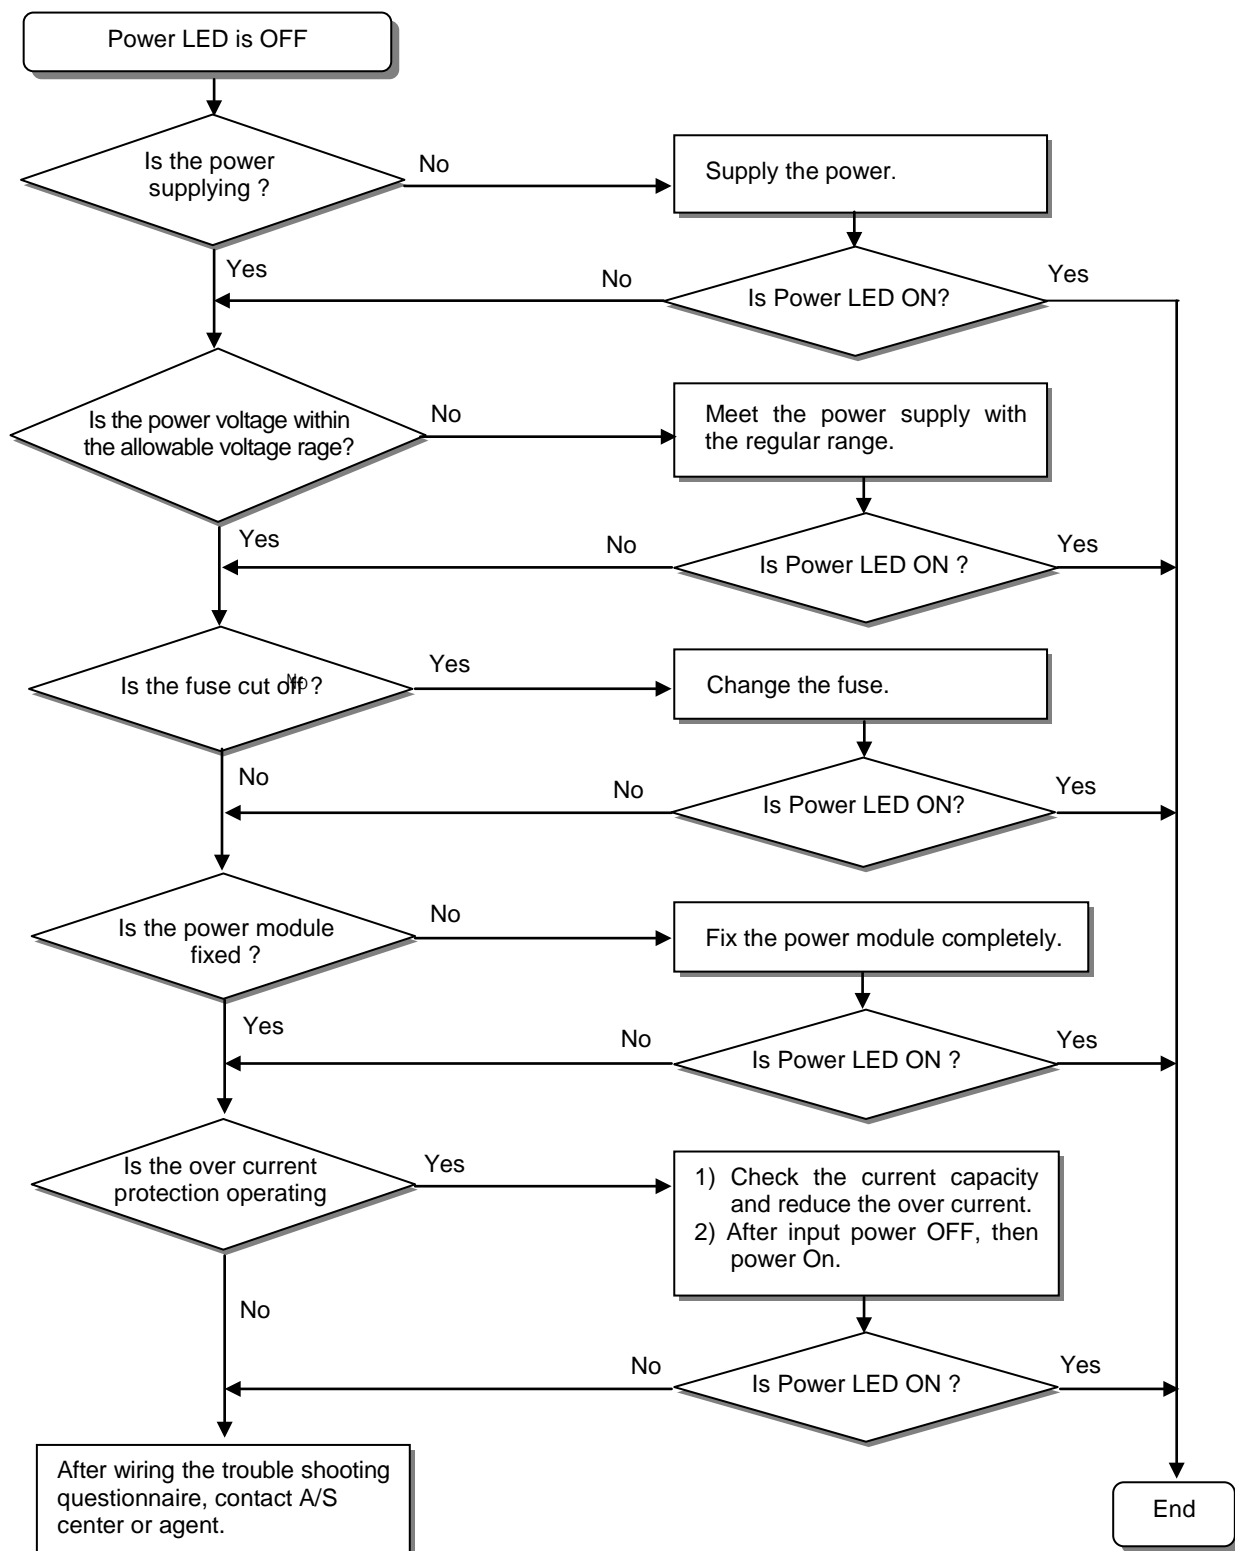 Power LED is OFF
Is the power
supplying ?
No
Supply the power.
Yes
No
Is Power LED ON?
Yes
Is the power voltage within
the allowable voltage rage?
No
Meet the power supply with
the regular range.
Yes
No
Is Power LED ON ?
Yes
Is the fuse cut off ?
No
Yes
Change the fuse.
No
No
Is Power LED ON?
Yes
Is the power module
fixed ?
No
Fix the power module completely.
Yes
No
Is Power LED ON ?
Yes
Is the over current
protection operating
Yes
1) Check the current capacity
and reduce the over current.
2) After input power OFF, then
power On.
No
No
Is Power LED ON ?
Yes
After wiring the trouble shooting
questionnaire, contact A/S
center or agent.
End